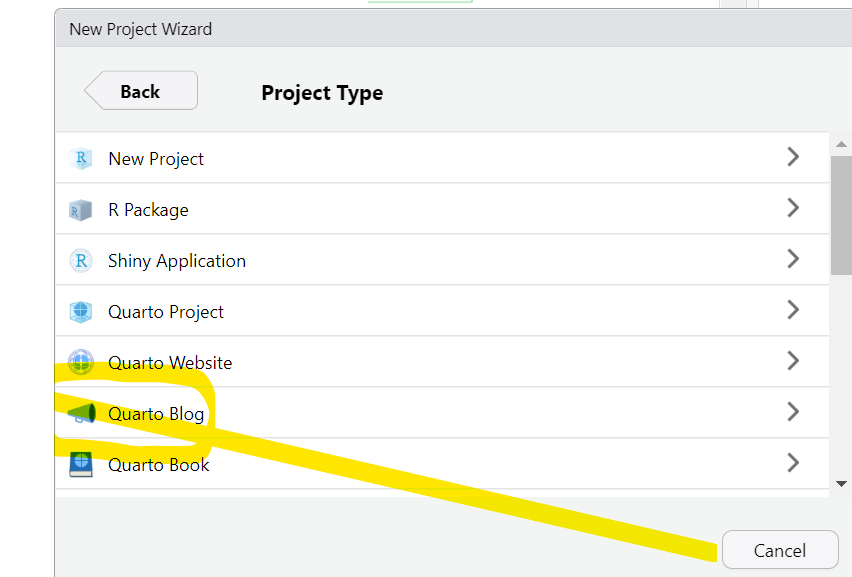 New Project Wizard
Back
Project Type
R New Project
R R Package
R Shiny Application
Quarto Project
Quarto Website
Quarto Blog
Quarto Book
Cancel